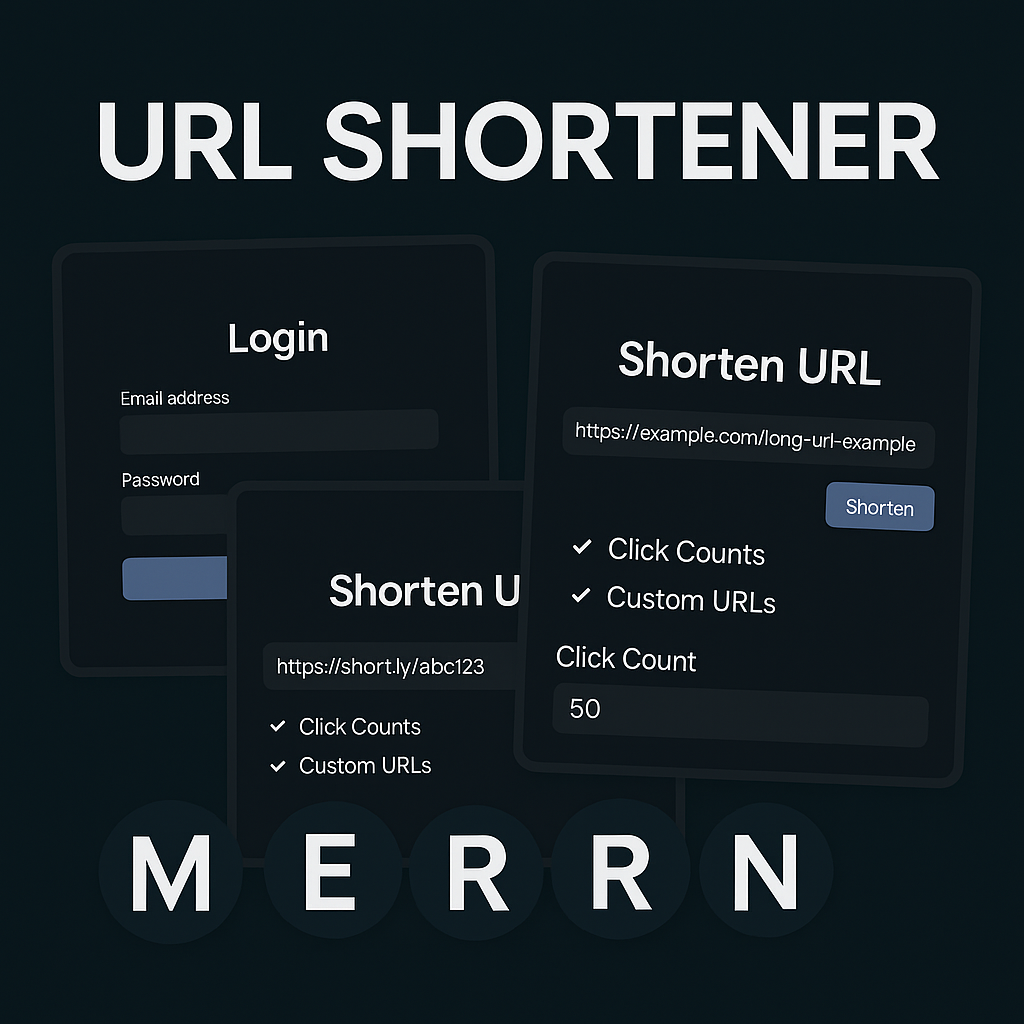 URL SHORTENER
Login
Email address
Password
Shorten U
https://short.ly/abc123
Click Counts
Custom URLs
Shorten URL
https://example.com/long-url-example
Shorten
Click Counts
Custom URLs
Click Count
50
M E R R N